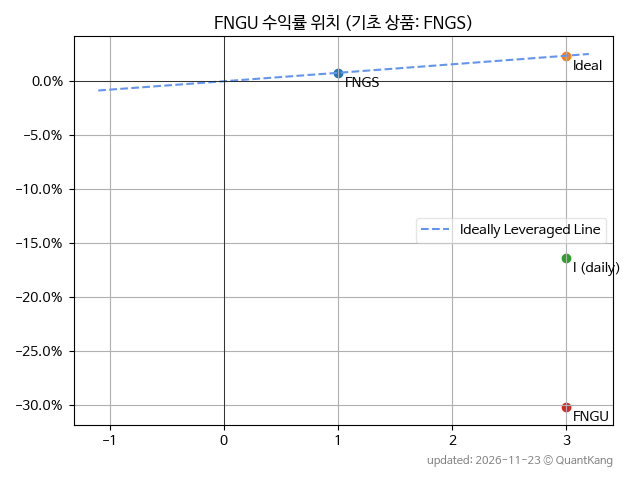 FNGU 수익률 위치 (기초 상품: FNGS)
0.0%
−5.0%
−10.0%
−15.0%
−20.0%
−25.0%
−30.0%
Ideal
FNGS
Ideally Leveraged Line
I (daily)
FNGU
−1 0 1 2 3
updated: 2026-11-23 © QuantKang